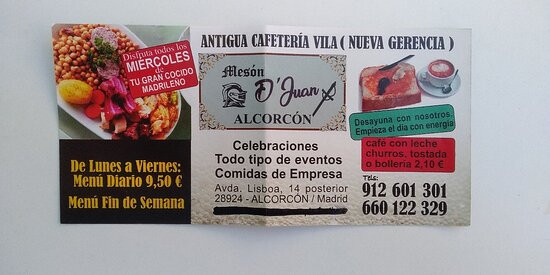 Disfruta todos los
MIERCOLES
de
TU GRAN COCIDO
MADRILEÑO
De Lunes a Viernes:
Menú Diario 9,50 €
Menú Fin de Semana
ANTIGUA CAFETERÍA VILA ( NUEVA GERENCIA )
Mesón
D'Juan
ALCORCÓN
Celebraciones
Todo tipo de eventos
Comidas de Empresa
Avda. Lisboa, 14 posterior
28924 - ALCORCÓN / Madrid
Desayuna con nosotros,
Empieza el día con energía
café con leche
churros, tostada
o bollería 2,10 €
Tels:
912 601 301
660 122 329